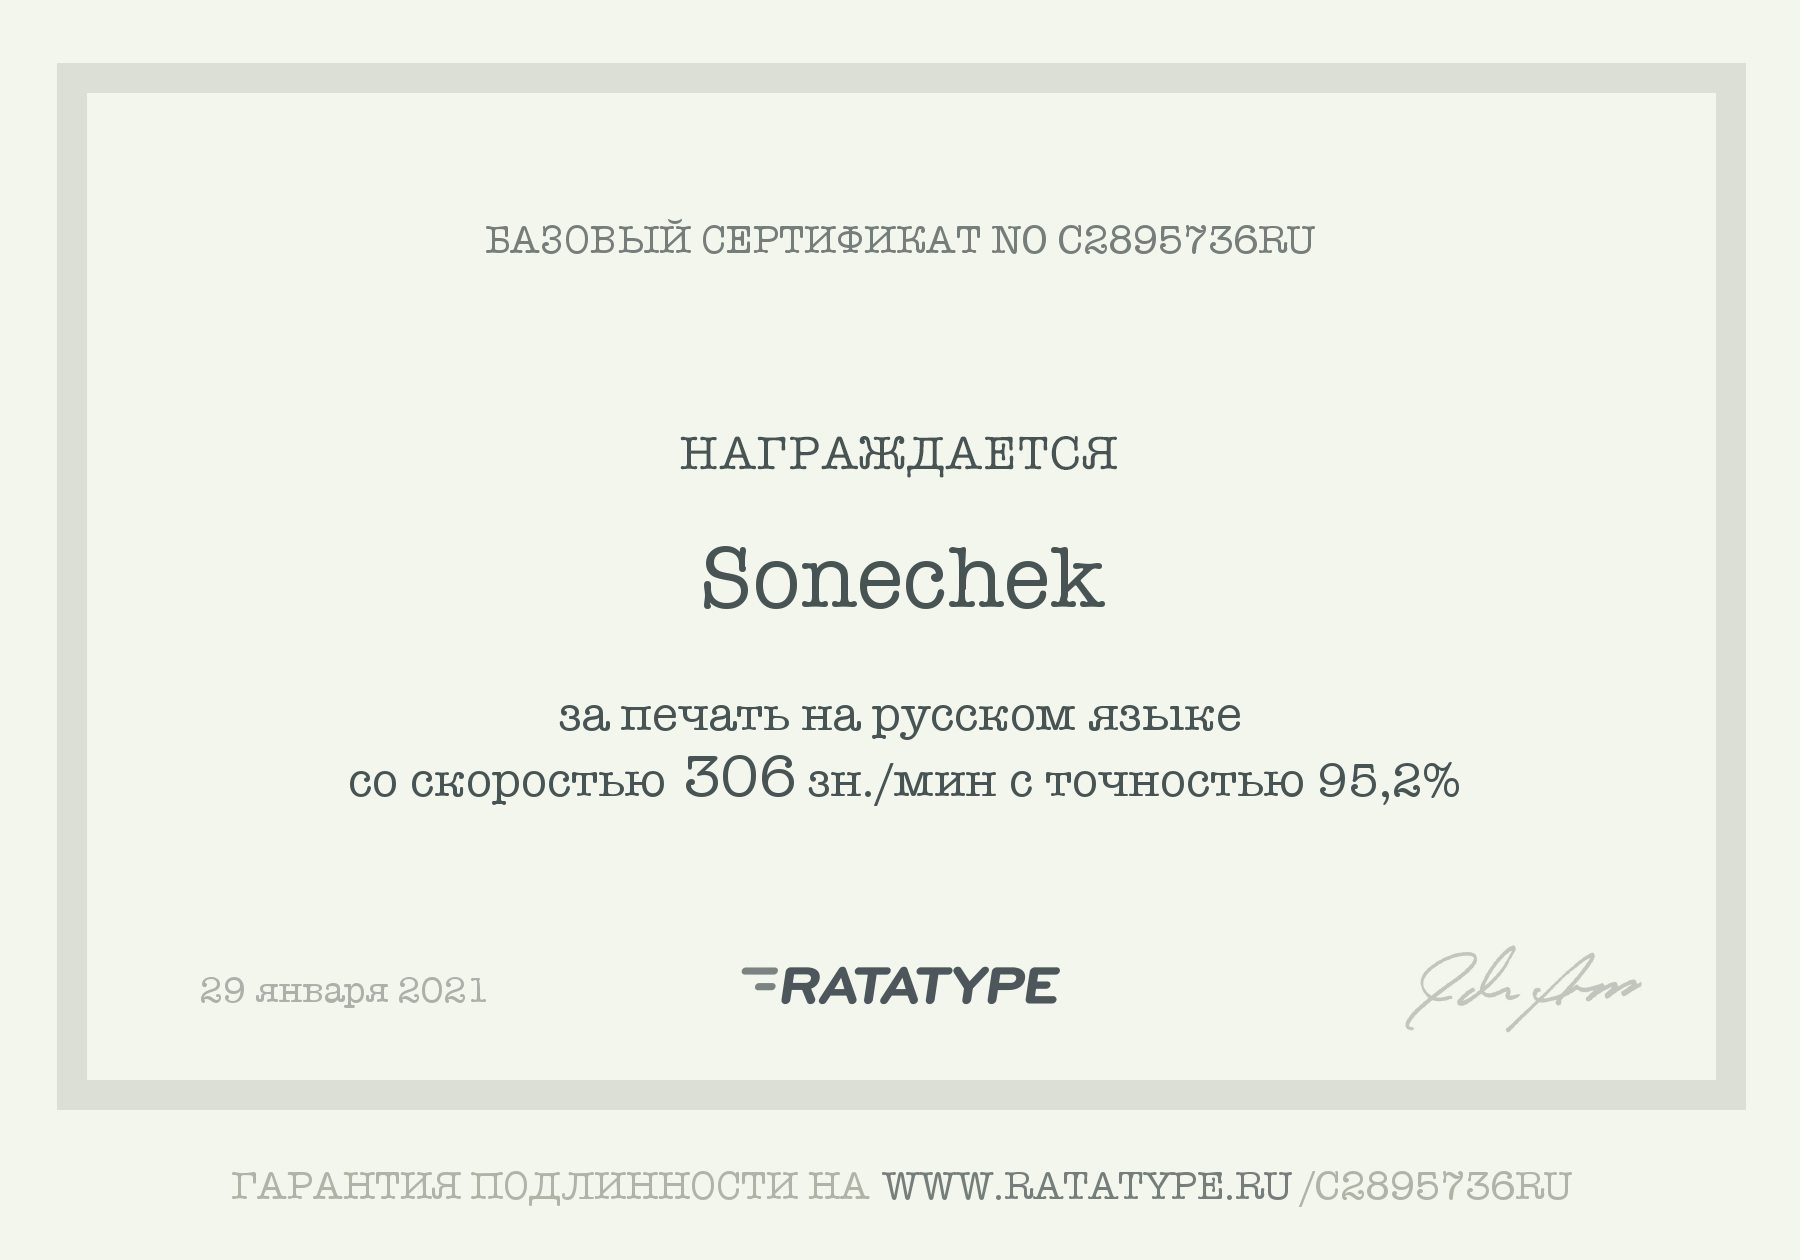 БАЗОВЫЙ СЕРТИФИКАТ NO C2895736RU
НАГРАЖДАЕТСЯ
Sonechek
за печать на русском языке
со скоростью 306 зн./мин с точностью 95,2%
29 января 2021
RATATYPE
ГАРАНТИЯ ПОДЛИННОСТИ НА WWW.RATATYPE.RU/C2895736RU